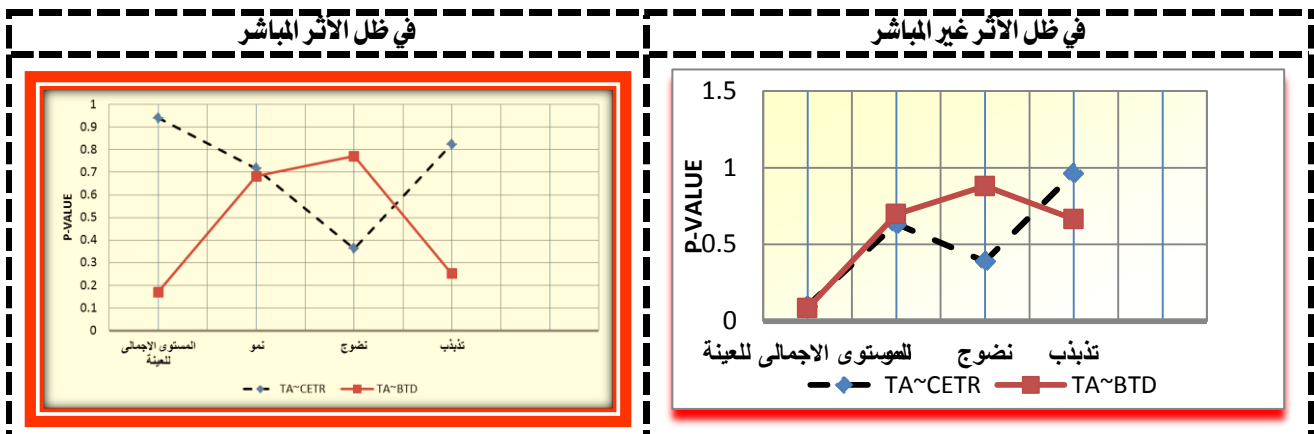 في ظل الأثر المباشر
في ظل الأثر غير المباشر
P-VALUE
1
0.9
0.8
0.7
0.6
0.5
0.4
0.3
0.2
0.1
0
المستوى الاجمالى للعينة
نمو
نضوج
تذبذب
TA~CETR
TA~BTD
P-VALUE
1.5
1
0.5
0
المستوى الاجمالى للعينة
نضوج
تذبذب
TA~CETR
TA~BTD